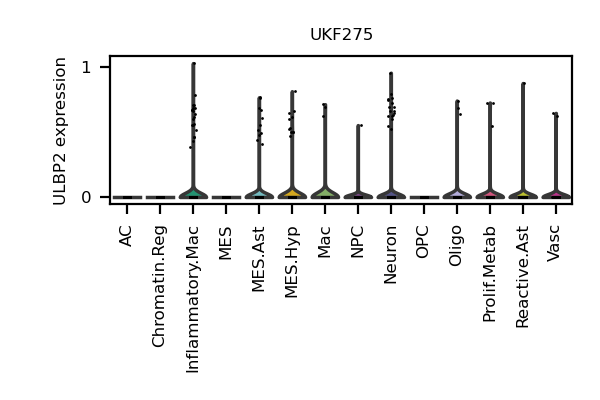 UKF275
ULBP2 expression
1
0
AC
Chromatin.Reg
Inflammatory.Mac
MES
MES.Ast
MES.Hyp
Mac
NPC
Neuron
OPC
Oligo
Prolif.Metab
Reactive.Ast
Vasc